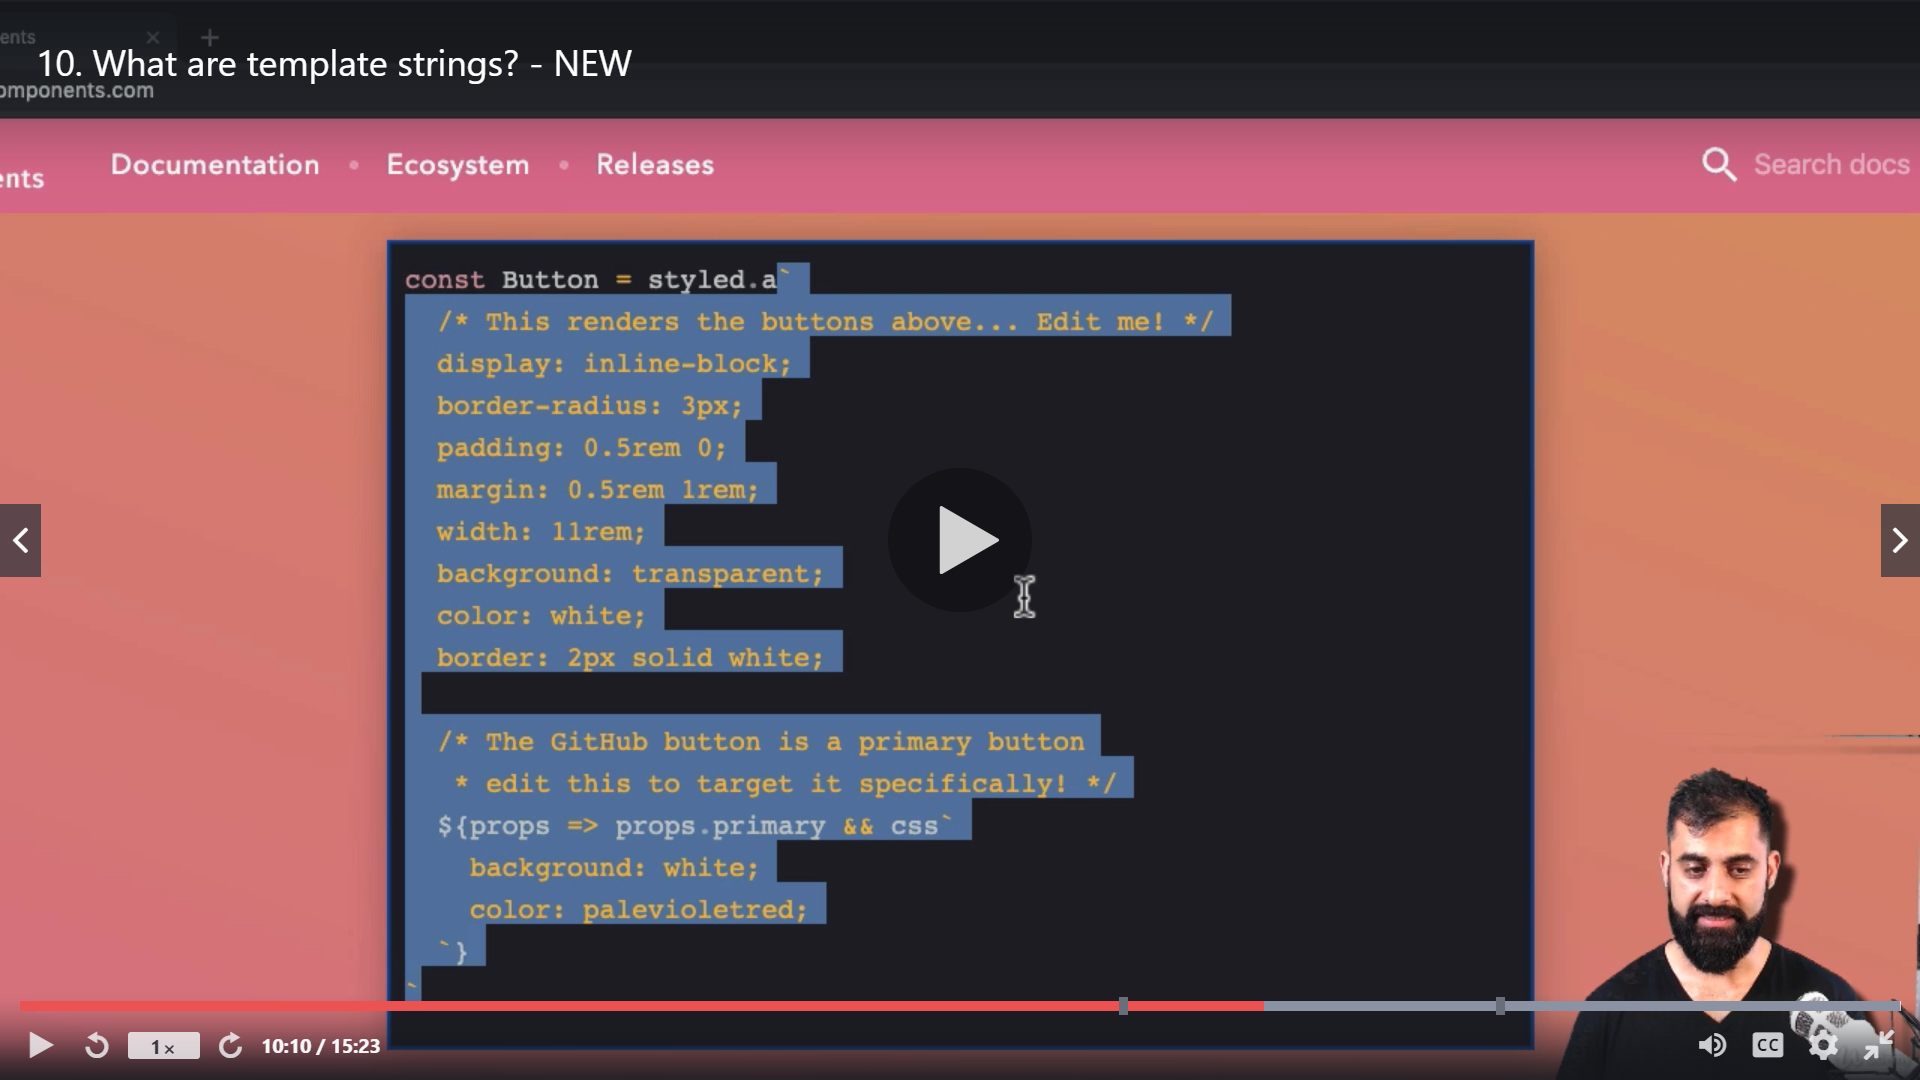 ents
10. What are template strings? - NEW
omponents.com
ents
Documentation • Ecosystem • Releases
Search docs
const Button = styled.a`
/* This renders the buttons above... Edit me! */
display: inline-block;
border-radius: 3px;
padding: 0.5rem 0;
margin: 0.5rem 1rem;
width: 11rem;
background: transparent;
color: white;
border: 2px solid white;
/* The GitHub button is a primary button
* edit this to target it specifically! */
${props => props.primary && css`
background: white;
color: palevioletred;
`}
`
1x
10:10 / 15:23
CC